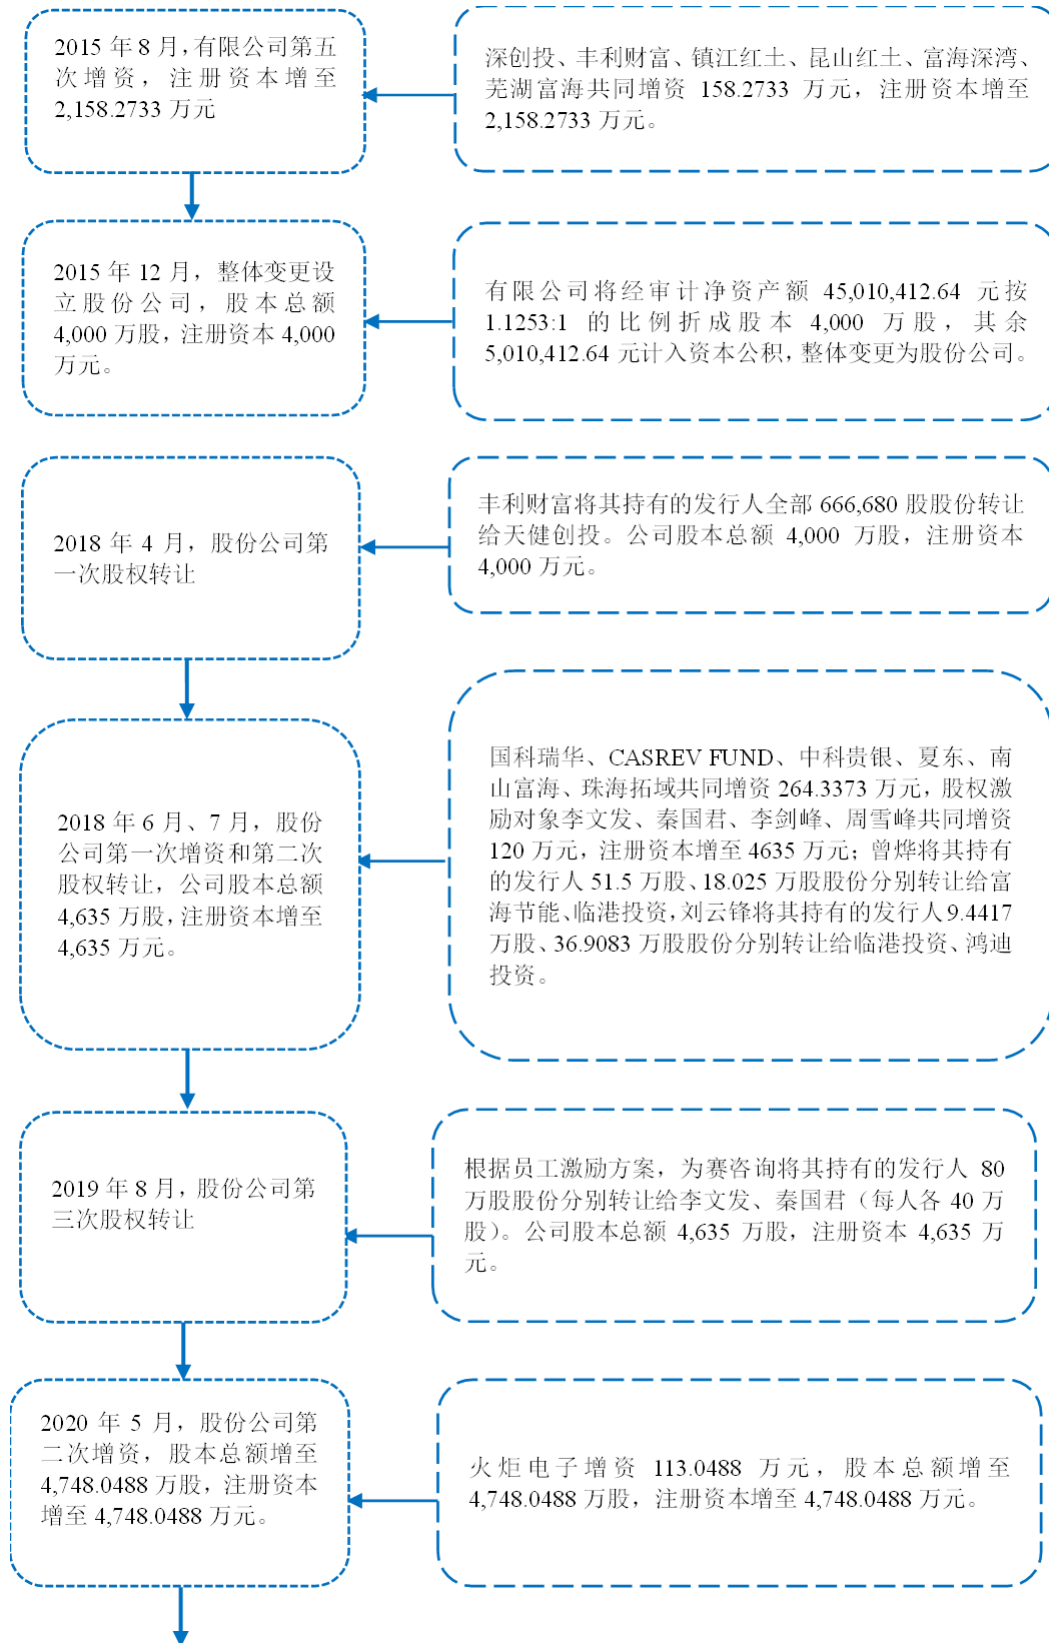 2015 年 8 月，有限公司第五
次增资，注册资本增至
2,158.2733 万元
深创投、丰利财富、镇江红土、昆山红土、富海深湾、
芜湖富海共同增资 158.2733 万元，注册资本增至
2,158.2733 万元。
2015 年 12 月，整体变更设
立股份公司，股本总额
4,000 万股，注册资本 4,000
万元。
有限公司将经审计净资产额 45,010,412.64 元按
1.1253:1 的比例折成股本 4,000 万股，其余
5,010,412.64 元计入资本公积，整体变更为股份公司。
2018 年 4 月，股份公司第
一次股权转让
丰利财富将其持有的发行人全部 666,680 股股份转让
给天健创投。公司股本总额 4,000 万股，注册资本
4,000 万元。
2018 年 6 月、7 月，股份
公司第一次增资和第二次
股权转让，公司股本总额
4,635 万股，注册资本增至
4,635 万元。
国科瑞华、CASREV FUND、中科贵银、夏东、南
山富海、珠海拓域共同增资 264.3373 万元，股权激
励对象李文发、秦国君、李剑峰、周雪峰共同增资
120 万元，注册资本增至 4635 万元；曾烨将其持有
的发行人 51.5 万股、18.025 万股股份分别转让给富
海节能、临港投资，刘云锋将其持有的发行人 9.4417
万股、36.9083 万股股份分别转让给临港投资、鸿迪
投资。
2019 年 8 月，股份公司第
三次股权转让
根据员工激励方案，为赛咨询将其持有的发行人 80
万股股份分别转让给李文发、秦国君（每人各 40 万
股）。公司股本总额 4,635 万股，注册资本 4,635 万
元。
2020 年 5 月，股份公司第
二次增资，股本总额增至
4,748.0488 万股，注册资本
增至 4,748.0488 万元。
火炬电子增资 113.0488 万元，股本总额增至
4,748.0488 万股，注册资本增至 4,748.0488 万元。